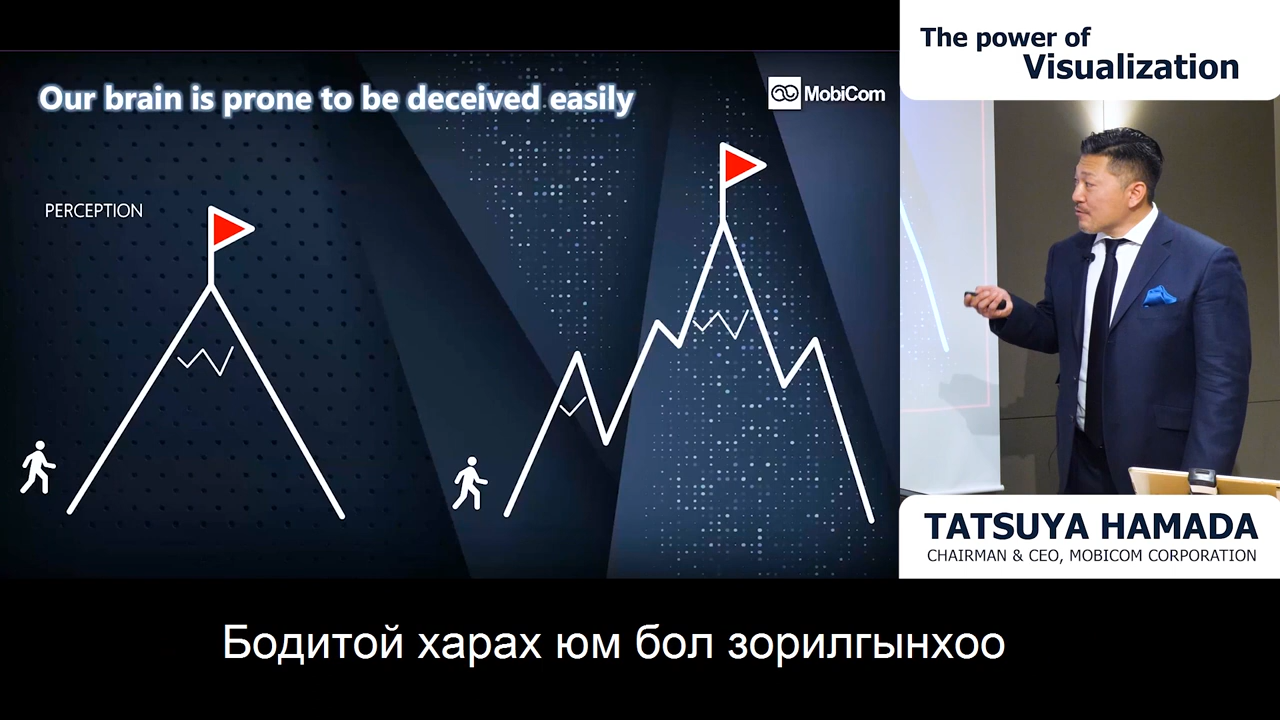 The power of
Visualization
Our brain is prone to be deceived easily
MobiCom
PERCEPTION
TATSUYA HAMADA
CHAIRMAN & CEO, MOBICOM CORPORATION
Бодитой харах юм бол зорилгынхоо